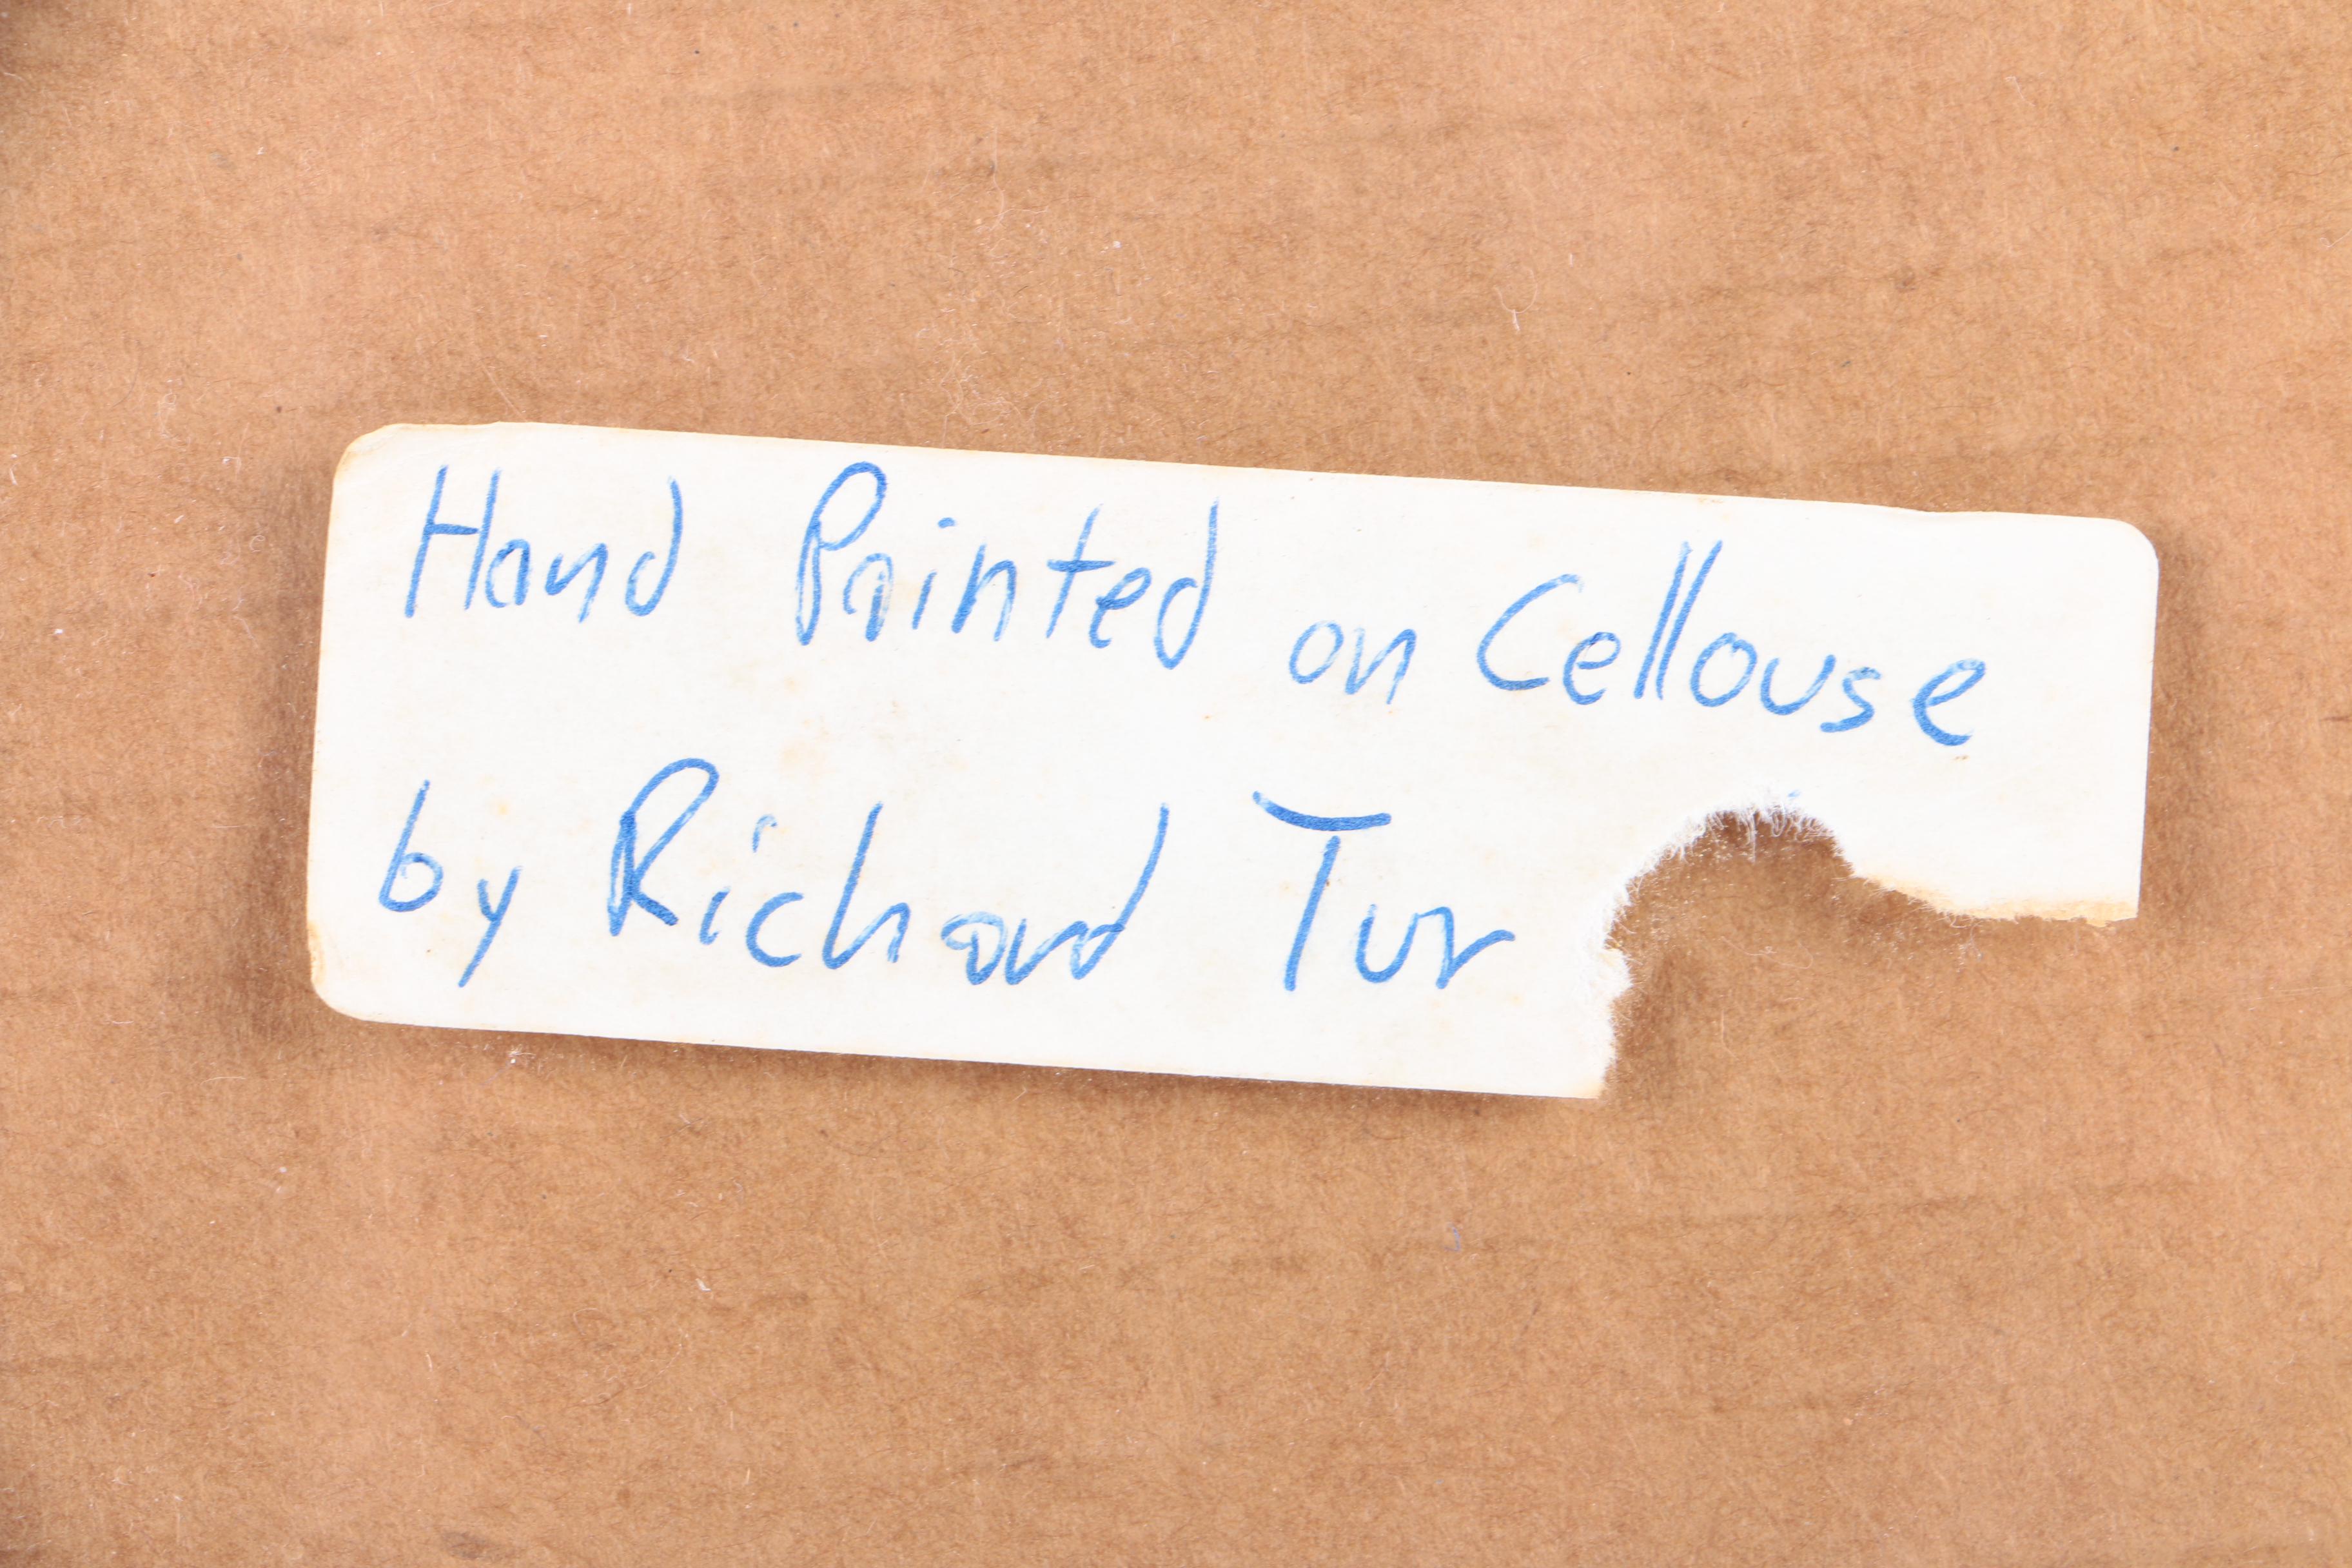 Hand Painted on Cellouse
by Richard Tur